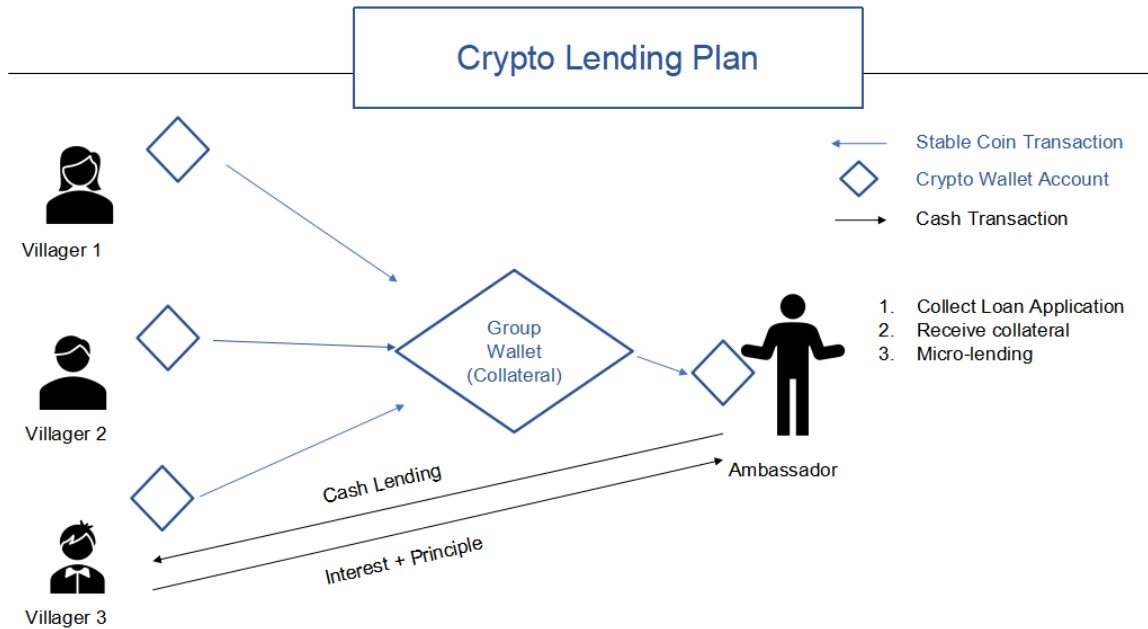 Crypto Lending Plan
Stable Coin Transaction
Crypto Wallet Account
Cash Transaction
Villager 1
Group
Wallet
(Collateral)
1. Collect Loan Application
2. Receive collateral
3. Micro-lending
Villager 2
Ambassador
Cash Lending
Interest + Principle
Villager 3